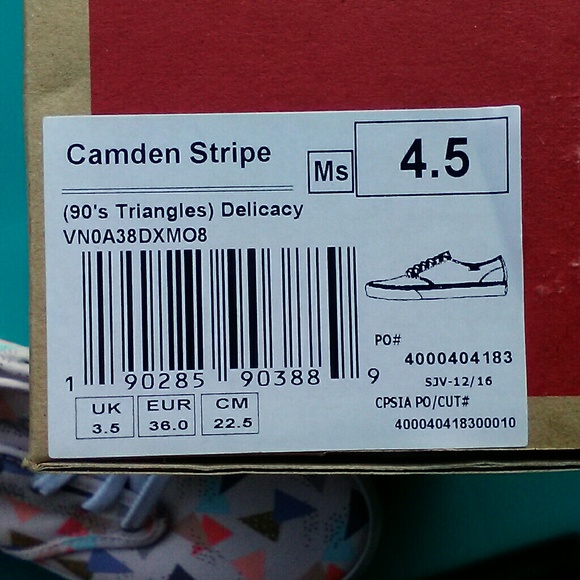 Camden Stripe
Ms
4.5
(90's Triangles) Delicacy
VN0A38DXMO8
1 90285 90388 9
PO#
4000404183
SJV-12/16
CPSIA PO/CUT#
400040418300010
UK EUR CM
3.5 36.0 22.5